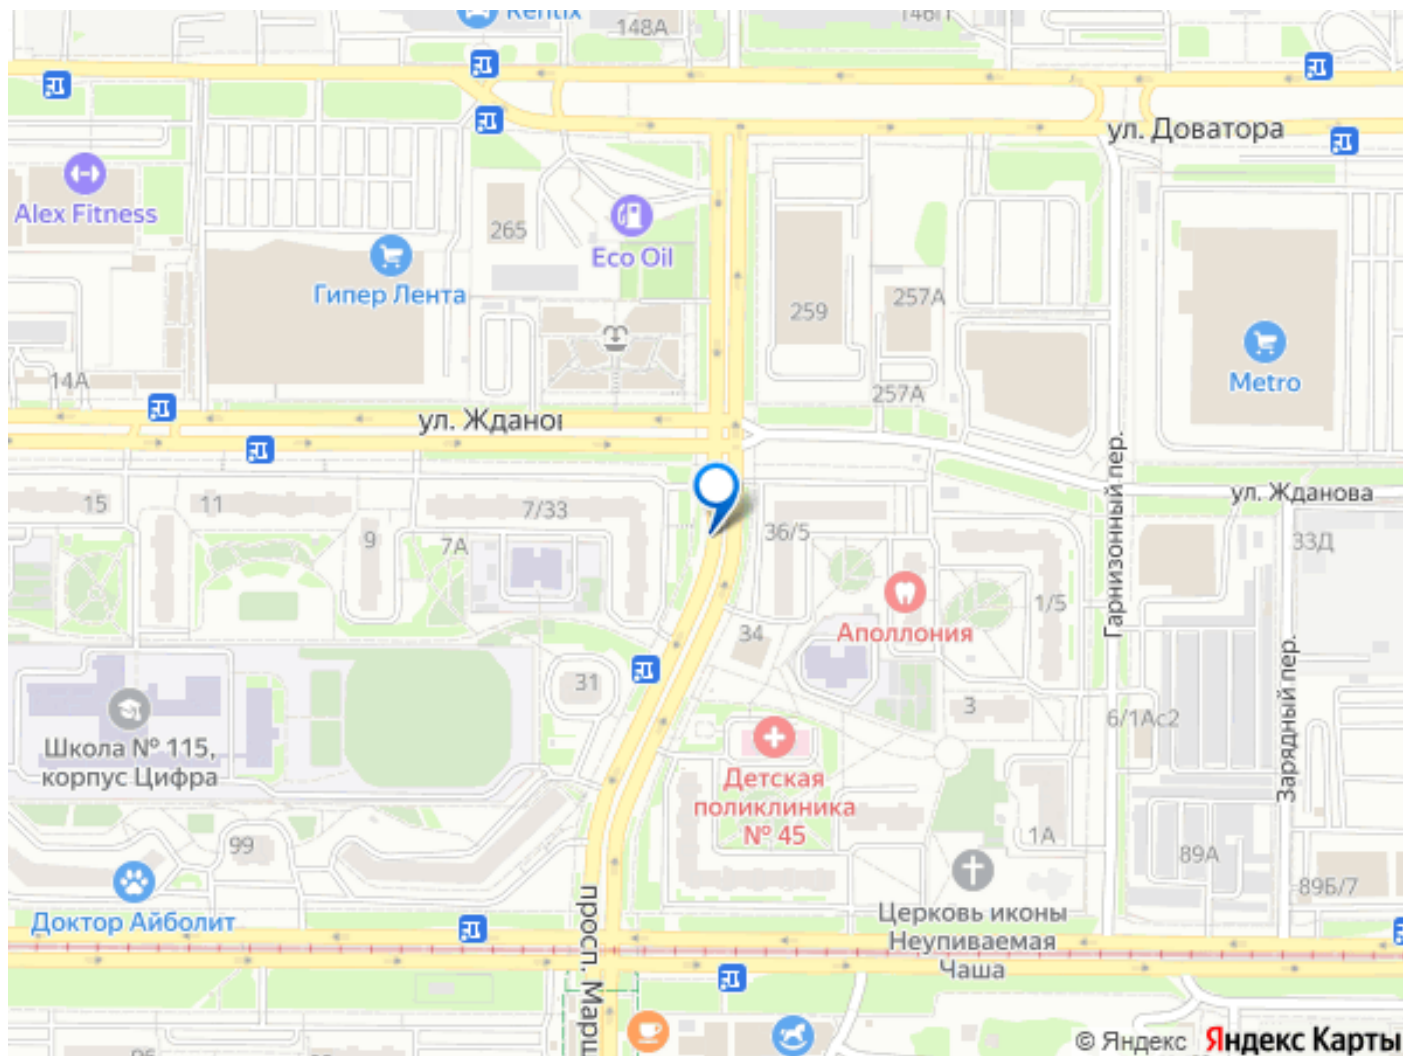 Rentix
148А
ул. Доватора
Alex Fitness
265
Eco Oil
Гипер Лента
257А
259
Metro
14А
257А
ул. Жданов
Гарнизонный пер.
ул. Жданова
15
11
7/33
36/5
9
7А
33Д
1/5
Аполлония
34
31
3
6/1Ас2
Зарядный пер.
Школа № 115,
корпус Цифра
Детская
поликлиника
№ 45
99
1А
89А
89Б/7
Доктор Айболит
просп. Марш
Церковь иконы
Неупиваемая
Чаша
© Яндекс Яндекс Карты